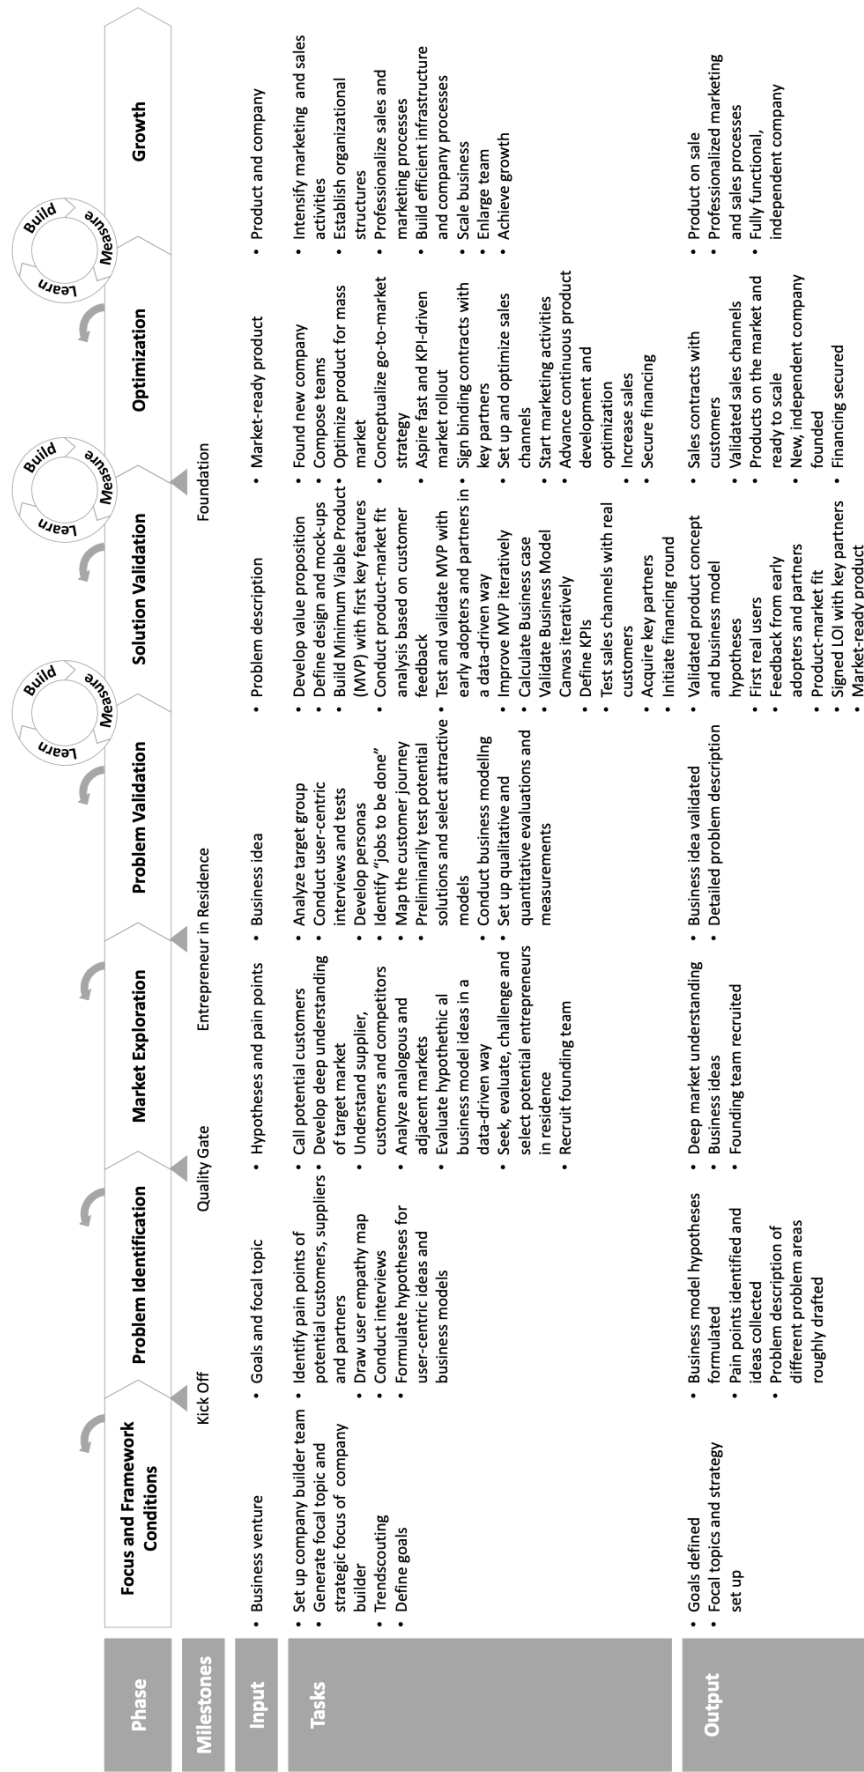 Build
Measure
Learn
Build
Measure
Learn
Build
Measure
Learn
Phase
Focus and Framework
Conditions
Problem Identification
Market Exploration
Problem Validation
Solution Validation
Optimization
Growth
Milestones
Kick Off
Quality Gate
Entrepreneur in Residence
Foundation
Input
• Business venture
• Goals and focal topic
• Hypotheses and pain points
• Business idea
• Problem description
• Market-ready product
• Product and company
Tasks
• Set up company builder team
• Generate focal topic and
strategic focus of company
builder
• Trendscouting
• Define goals
• Identify pain points of
potential customers, suppliers
and partners
• Draw user empathy map
• Conduct interviews
• Formulate hypotheses for
user-centric ideas and
business models
• Call potential customers
• Develop deep understanding
of target market
• Understand supplier,
customers and competitors
• Analyze analogous and
adjacent markets
• Evaluate hypothethic al
business model ideas in a
data-driven way
• Seek, evaluate, challenge and
select potential entrepreneurs
in residence
• Recruit founding team
• Analyze target group
• Conduct user-centric
interviews and tests
• Develop personas
• Identify “jobs to be done”
• Map the customer journey
• Preliminarily test potential
solutions and select attractive
models
• Conduct business modeling
• Set up qualitative and
quantitative evaluations and
measurements
• Develop value proposition
• Define design and mock-ups
• Build Minimum Viable Product
(MVP) with first key features
• Conduct product-market fit
analysis based on customer
feedback
• Test and validate MVP with
early adopters and partners in
a data-driven way
• Improve MVP iteratively
• Calculate Business case
• Validate Business Model
Canvas iteratively
• Define KPIs
• Test sales channels with real
customers
• Acquire key partners
• Initiate financing round
• Found new company
• Compose teams
• Optimize product for mass
market
• Conceptualize go-to-market
strategy
• Aspire fast and KPI-driven
market rollout
• Sign binding contracts with
key partners
• Set up and optimize sales
channels
• Start marketing activities
• Advance continuous product
development and
optimization
• Increase sales
• Secure financing
• Intensify marketing and sales
activities
• Establish organizational
structures
• Professionalize sales and
marketing processes
• Build efficient infrastructure
and company processes
• Scale business
• Enlarge team
• Achieve growth
Output
• Goals defined
• Focal topics and strategy
set up
• Business model hypotheses
formulated
• Pain points identified and
ideas collected
• Problem description of
different problem areas
roughly drafted
• Deep market understanding
• Business ideas
• Founding team recruited
• Business idea validated
• Detailed problem description
• Validated product concept
and business model
hypotheses
• First real users
• Feedback from early
adopters and partners
• Product-market fit
• Signed LOI with key partners
• Market-ready product
• Sales contracts with
customers
• Validated sales channels
• Products on the market and
ready to scale
• New, independent company
founded
• Financing secured
• Product on sale
• Professionalized marketing
and sales processes
• Fully functional,
independent company